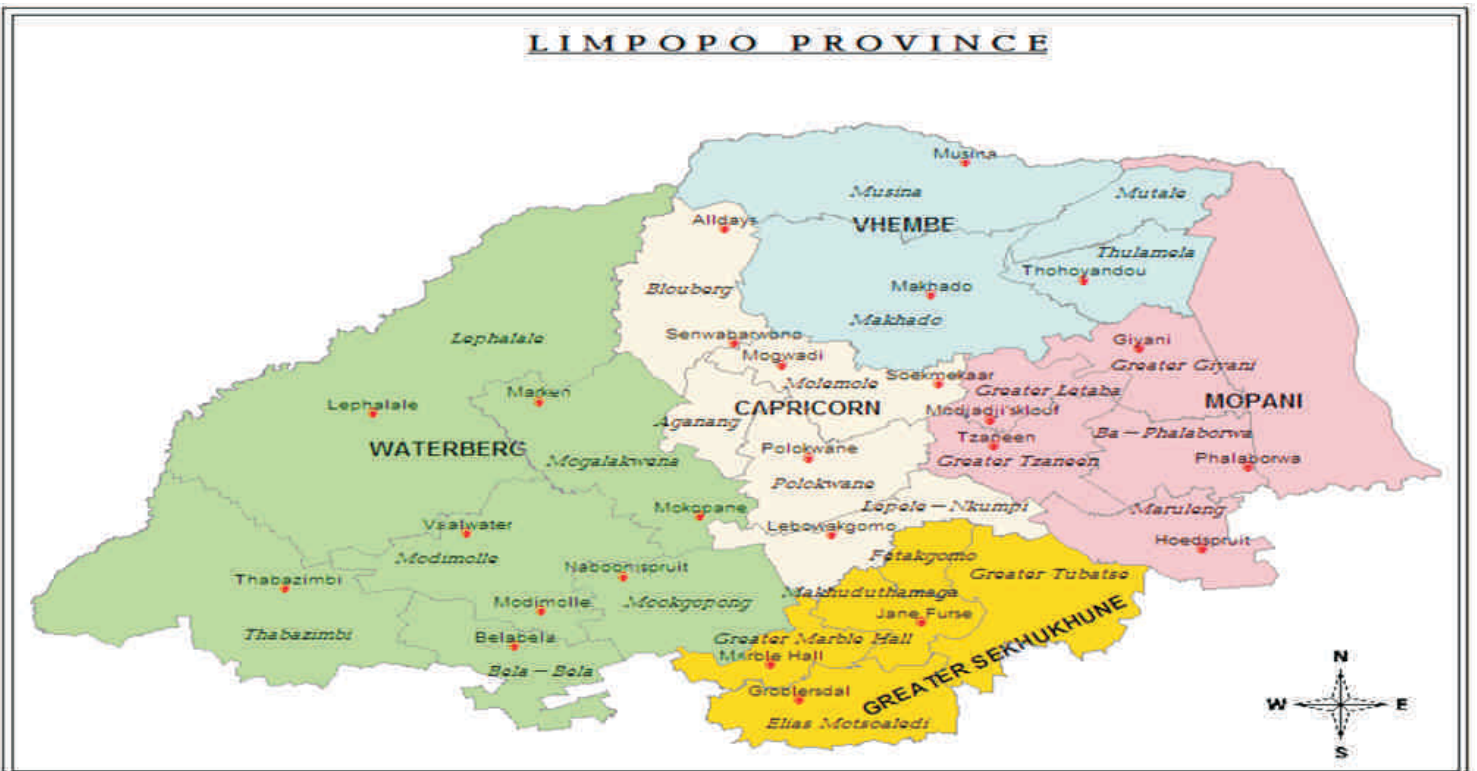 LIMPOPO PROVINCE
Musina
Musina
Mutale
Alldays
VHEMBE
Thulamela
Thohoyandou
Blouberg
Makhado
Makhado
Senwabarwono
Giyani
Lephalale
Mogwadi
Greater Giyani
Molemole
Soekmekaar
Greater Letaba
Marken
MOPANI
Lephalale
CAPRICORN
Modjadji'sklouf
Aganang
Ba-Phalaborwa
Tzaneen
WATERBERG
Polokwane
Mogalakwena
Greater Tzaneen
Phalaborwa
Polokwane
Mokopane
Lepele-Nkumpi
Maruleng
Vaalwater
Lebowakgomo
Hoedspruit
Modimolle
Fetakgomo
Naboomspruit
Greater Tubatse
Thabazimbi
Makhuduthamaga
Modimolle
Mookgopong
Jane Furse
Thabazimbi
Belabela
Greater Marble Hall
Marble Hall
Bela-Bela
GREATER SEKHUKHUNE
Groblersdal
Elias Motsoaledi
N
W E
S